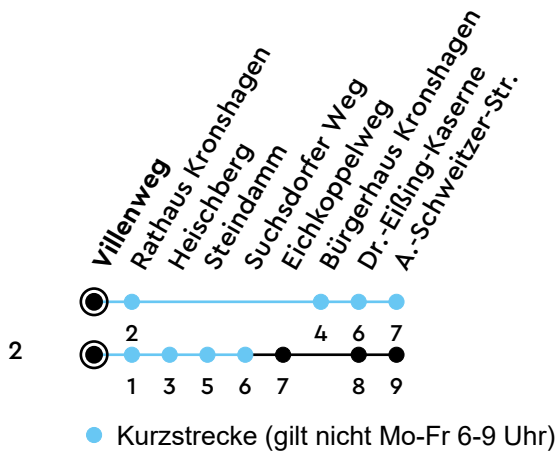 Villenweg
Rathaus Kronshagen
Heischberg
Steindamm
Suchsdorfer Weg
Eichkoppelweg
Bürgerhaus Kronshagen
Dr.-Eißing-Kaserne
A.-Schweitzer-Str.
2 4 6 7
2
1 3 5 6 7 8 9
Kurzstrecke (gilt nicht Mo-Fr 6-9 Uhr)